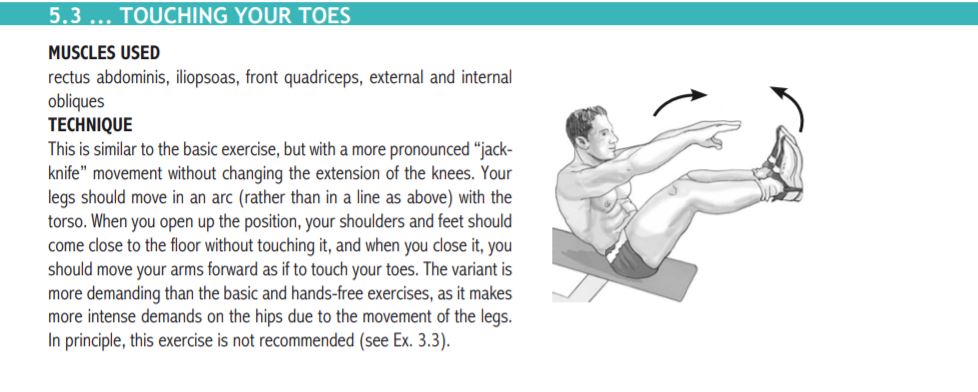 5.3 ... TOUCHING YOUR TOES
MUSCLES USED
rectus abdominis, iliopsoas, front quadriceps, external and internal
obliques
TECHNIQUE
This is similar to the basic exercise, but with a more pronounced “jack-
knife” movement without changing the extension of the knees. Your
legs should move in an arc (rather than in a line as above) with the
torso. When you open up the position, your shoulders and feet should
come close to the floor without touching it, and when you close it, you
should move your arms forward as if to touch your toes. The variant is
more demanding than the basic and hands-free exercises, as it makes
more intense demands on the hips due to the movement of the legs.
In principle, this exercise is not recommended (see Ex. 3.3).